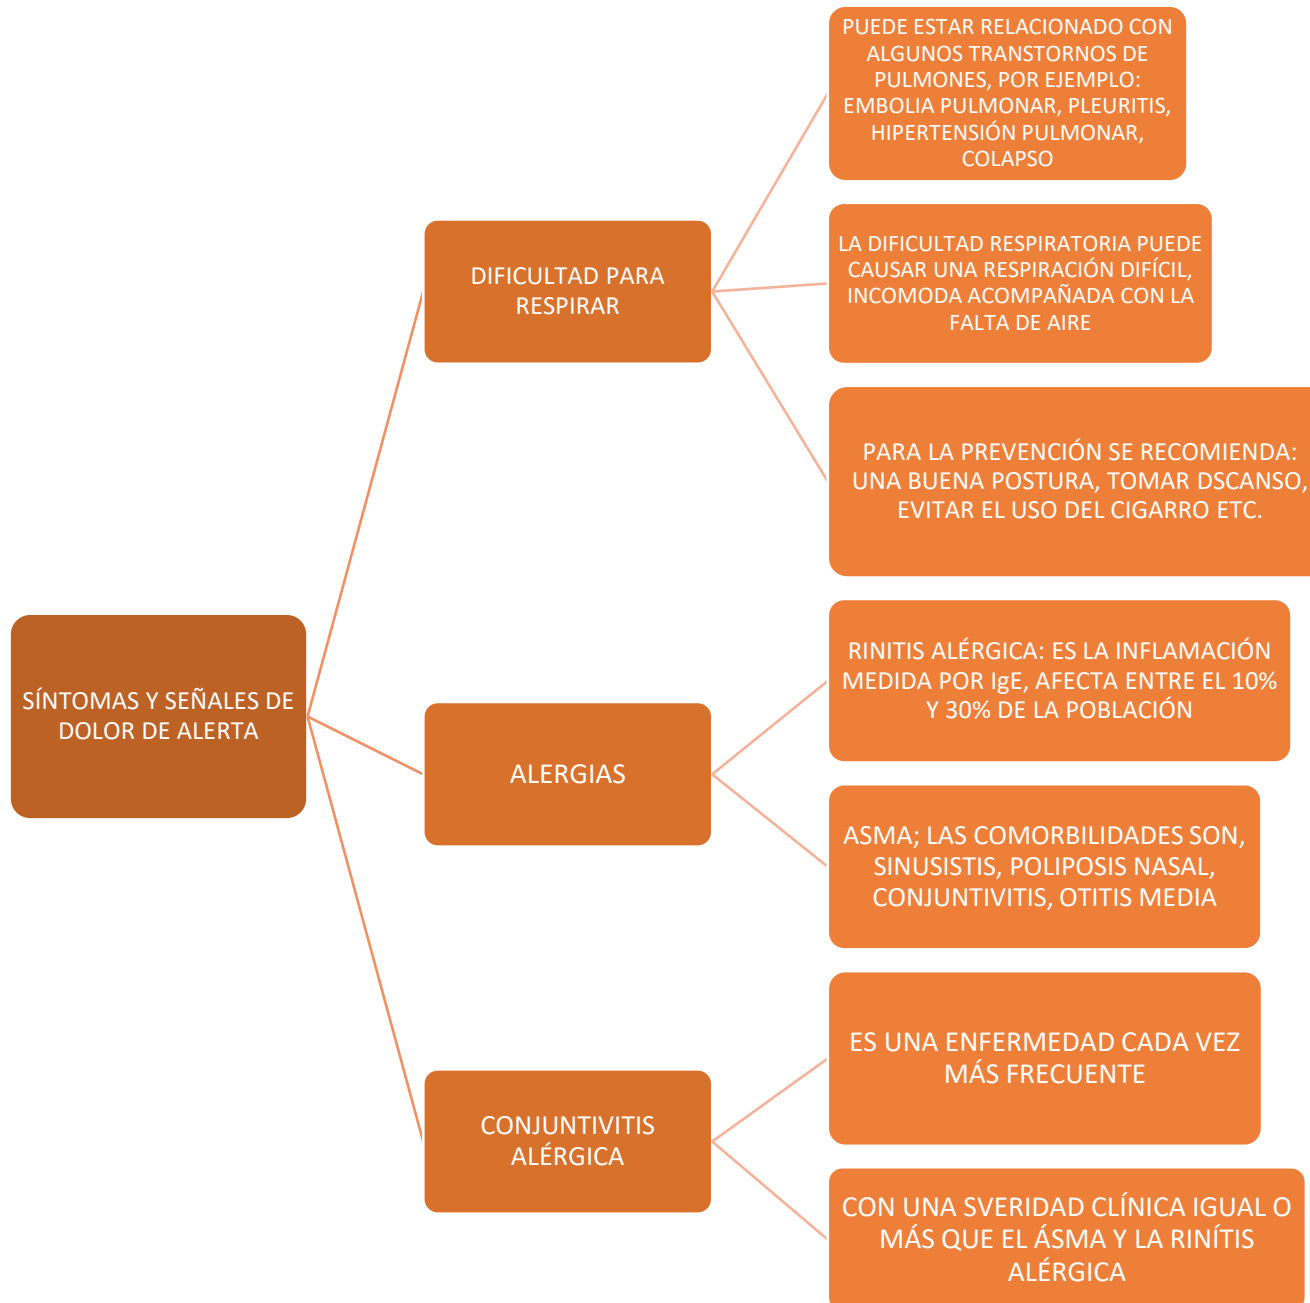 SÍNTOMAS Y SEÑALES DE
DOLOR DE ALERTA
DIFICULTAD PARA
RESPIRAR
PUEDE ESTAR RELACIONADO CON
ALGUNOS TRANSTORNOS DE
PULMONES, POR EJEMPLO:
EMBOLIA PULMONAR, PLEURITIS,
HIPERTENSIÓN PULMONAR,
COLAPSO
LA DIFICULTAD RESPIRATORIA PUEDE
CAUSAR UNA RESPIRACIÓN DIFÍCIL,
INCOMODA ACOMPAÑADA CON LA
FALTA DE AIRE
PARA LA PREVENCIÓN SE RECOMIENDA:
UNA BUENA POSTURA, TOMAR DSCANSO,
EVITAR EL USO DEL CIGARRO ETC.
ALERGIAS
RINITIS ALÉRGICA: ES LA INFLAMACIÓN
MEDIDA POR IgE, AFECTA ENTRE EL 10%
Y 30% DE LA POBLACIÓN
ASMA; LAS COMORBILIDADES SON,
SINUSISTIS, POLIPOSIS NASAL,
CONJUNTIVITIS, OTITIS MEDIA
CONJUNTIVITIS
ALÉRGICA
ES UNA ENFERMEDAD CADA VEZ
MÁS FRECUENTE
CON UNA SVERIDAD CLÍNICA IGUAL O
MÁS QUE EL ÁSMA Y LA RINÍTIS
ALÉRGICA